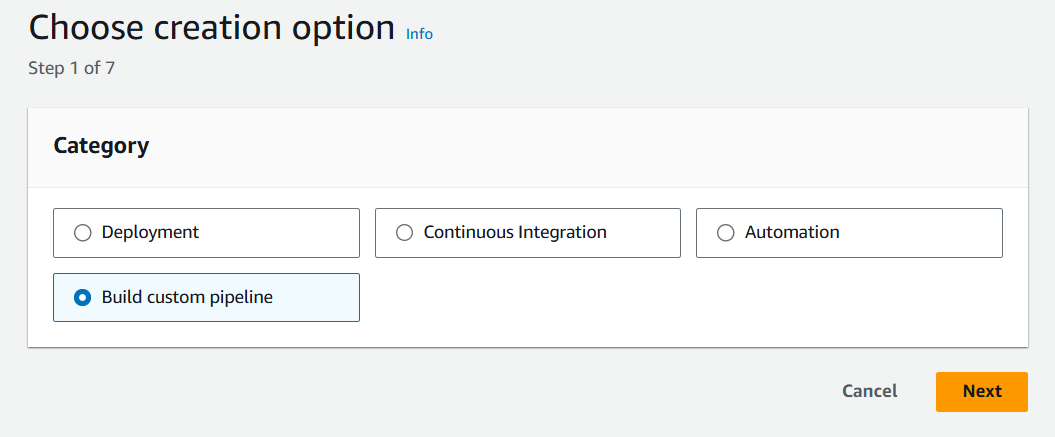 Choose creation option Info
Step 1 of 7
Category
Deployment
Continuous Integration
Automation
Build custom pipeline
Cancel
Next